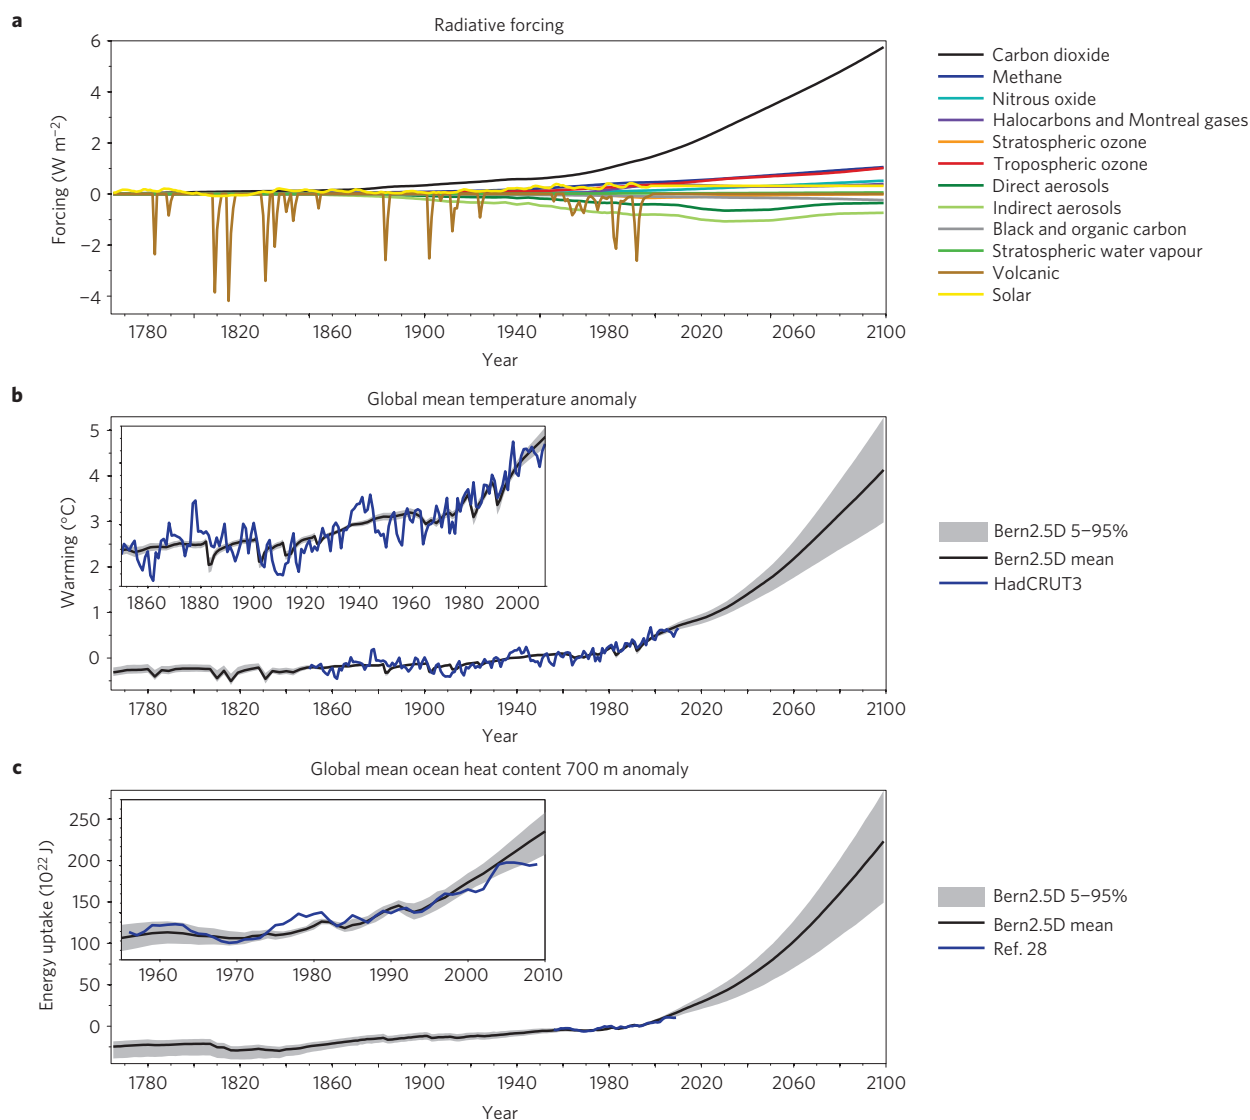 a
Radiative forcing
6
4
2
0
−2
−4
Forcing (W m−2)
1780 1820 1860 1900 1940 1980 2020 2060 2100
Year
Carbon dioxide
Methane
Nitrous oxide
Halocarbons and Montreal gases
Stratospheric ozone
Tropospheric ozone
Direct aerosols
Indirect aerosols
Black and organic carbon
Stratospheric water vapour
Volcanic
Solar
b
Global mean temperature anomaly
5
4
3
2
1
0
Warming (°C)
1860 1880 1900 1920 1940 1960 1980 2000
1780 1820 1860 1900 1940 1980 2020 2060 2100
Year
Bern2.5D 5–95%
Bern2.5D mean
HadCRUT3
c
Global mean ocean heat content 700 m anomaly
250
200
150
100
50
0
Energy uptake (10²² J)
1960 1970 1980 1990 2000 2010
1780 1820 1860 1900 1940 1980 2020 2060 2100
Year
Bern2.5D 5–95%
Bern2.5D mean
Ref. 28